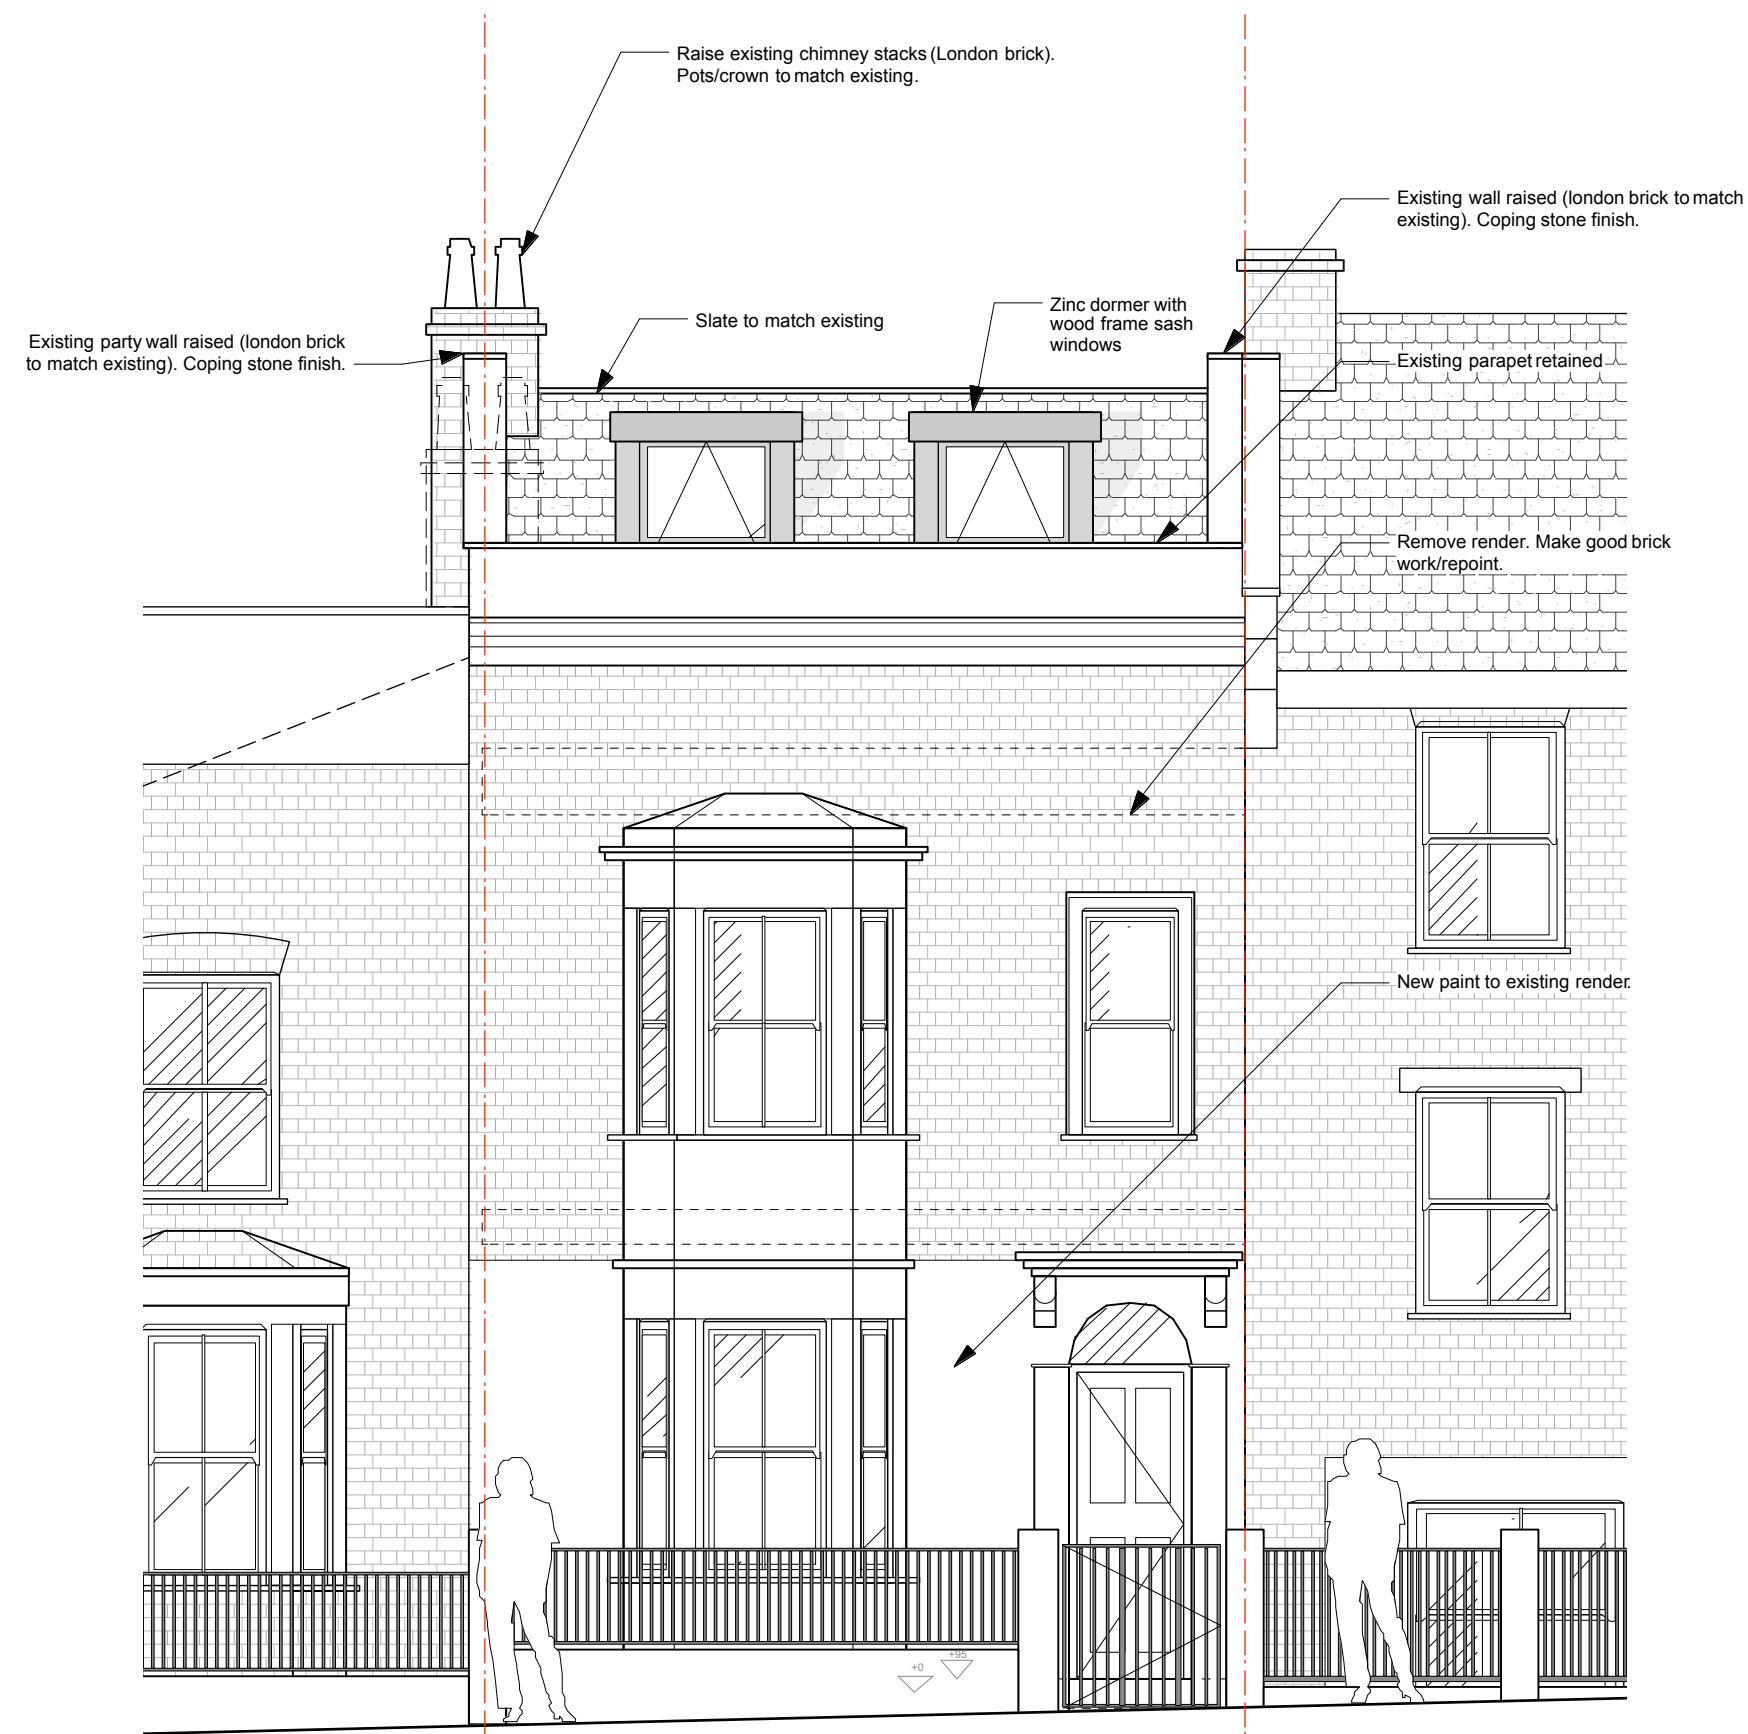 Raise existing chimney stacks (London brick).
Pots/crown to match existing.
Existing wall raised (london brick to match
existing). Coping stone finish.
Zinc dormer with
wood frame sash
windows
Slate to match existing
Existing party wall raised (london brick
to match existing). Coping stone finish.
Existing parapet retained
Remove render. Make good brick
work/repoint.
New paint to existing render.
+0
+95